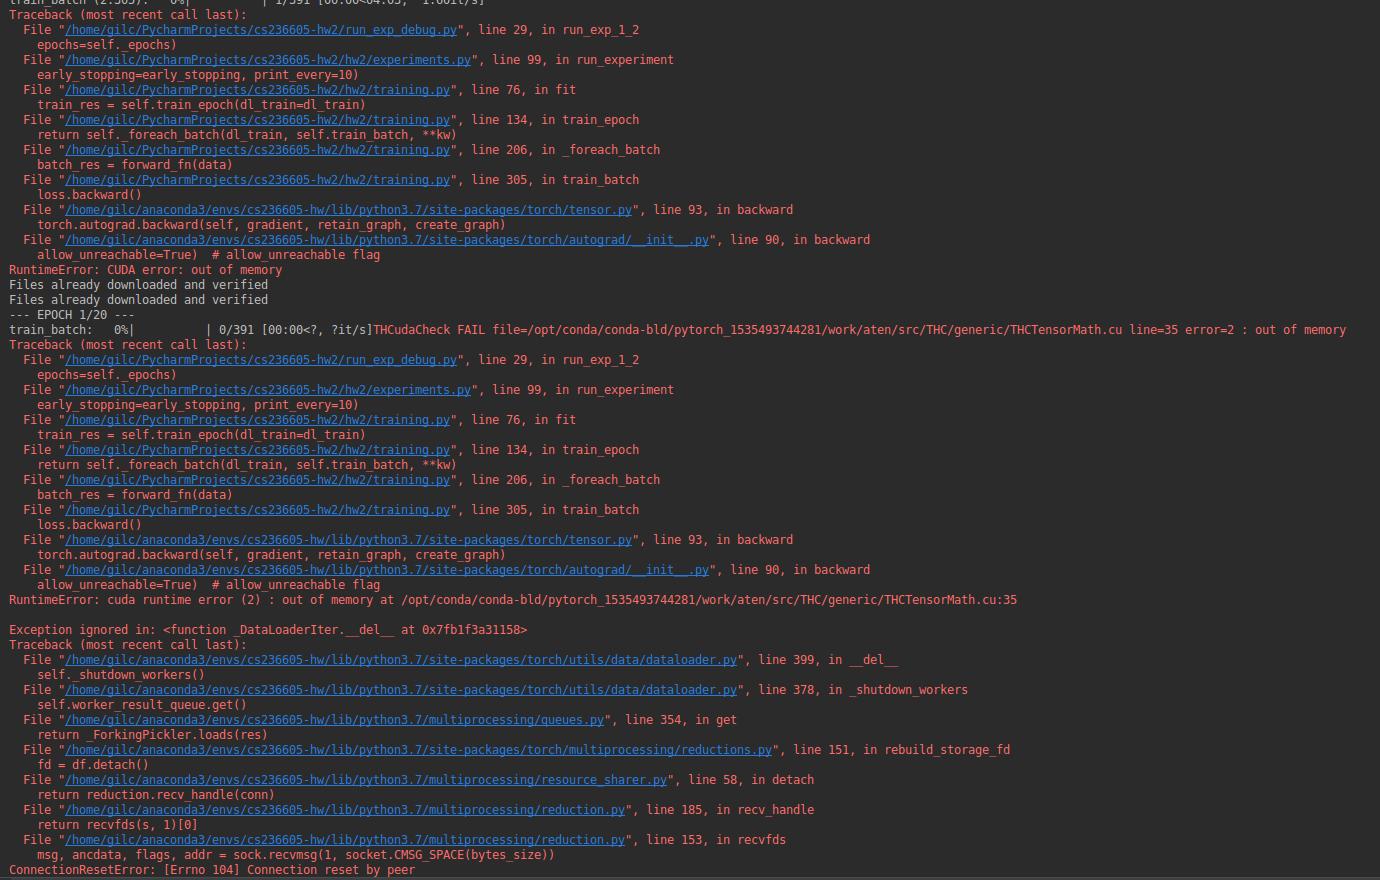 train_batch (2.305):   0%|          | 1/391 [00:00<04:05,  1.60it/s]
Traceback (most recent call last):
  File "/home/gilc/PycharmProjects/cs236605-hw2/run_exp_debug.py", line 29, in run_exp_1_2
    epochs=self._epochs)
  File "/home/gilc/PycharmProjects/cs236605-hw2/hw2/experiments.py", line 99, in run_experiment
    early_stopping=early_stopping, print_every=10)
  File "/home/gilc/PycharmProjects/cs236605-hw2/hw2/training.py", line 76, in fit
    train_res = self.train_epoch(dl_train=dl_train)
  File "/home/gilc/PycharmProjects/cs236605-hw2/hw2/training.py", line 134, in train_epoch
    return self._foreach_batch(dl_train, self.train_batch, **kw)
  File "/home/gilc/PycharmProjects/cs236605-hw2/hw2/training.py", line 206, in _foreach_batch
    batch_res = forward_fn(data)
  File "/home/gilc/PycharmProjects/cs236605-hw2/hw2/training.py", line 305, in train_batch
    loss.backward()
  File "/home/gilc/anaconda3/envs/cs236605-hw/lib/python3.7/site-packages/torch/tensor.py", line 93, in backward
    torch.autograd.backward(self, gradient, retain_graph, create_graph)
  File "/home/gilc/anaconda3/envs/cs236605-hw/lib/python3.7/site-packages/torch/autograd/__init__.py", line 90, in backward
    allow_unreachable=True)  # allow_unreachable flag
RuntimeError: CUDA error: out of memory
Files already downloaded and verified
Files already downloaded and verified
--- EPOCH 1/20 ---
train_batch:   0%|          | 0/391 [00:00<?, ?it/s]THCudaCheck FAIL file=/opt/conda/conda-bld/pytorch_1535493744281/work/aten/src/THC/generic/THCTensorMath.cu line=35 error=2 : out of memory
Traceback (most recent call last):
  File "/home/gilc/PycharmProjects/cs236605-hw2/run_exp_debug.py", line 29, in run_exp_1_2
    epochs=self._epochs)
  File "/home/gilc/PycharmProjects/cs236605-hw2/hw2/experiments.py", line 99, in run_experiment
    early_stopping=early_stopping, print_every=10)
  File "/home/gilc/PycharmProjects/cs236605-hw2/hw2/training.py", line 76, in fit
    train_res = self.train_epoch(dl_train=dl_train)
  File "/home/gilc/PycharmProjects/cs236605-hw2/hw2/training.py", line 134, in train_epoch
    return self._foreach_batch(dl_train, self.train_batch, **kw)
  File "/home/gilc/PycharmProjects/cs236605-hw2/hw2/training.py", line 206, in _foreach_batch
    batch_res = forward_fn(data)
  File "/home/gilc/PycharmProjects/cs236605-hw2/hw2/training.py", line 305, in train_batch
    loss.backward()
  File "/home/gilc/anaconda3/envs/cs236605-hw/lib/python3.7/site-packages/torch/tensor.py", line 93, in backward
    torch.autograd.backward(self, gradient, retain_graph, create_graph)
  File "/home/gilc/anaconda3/envs/cs236605-hw/lib/python3.7/site-packages/torch/autograd/__init__.py", line 90, in backward
    allow_unreachable=True)  # allow_unreachable flag
RuntimeError: cuda runtime error (2) : out of memory at /opt/conda/conda-bld/pytorch_1535493744281/work/aten/src/THC/generic/THCTensorMath.cu:35

Exception ignored in: <function _DataLoaderIter.__del__ at 0x7fb1f3a31158>
Traceback (most recent call last):
  File "/home/gilc/anaconda3/envs/cs236605-hw/lib/python3.7/site-packages/torch/utils/data/dataloader.py", line 399, in __del__
    self._shutdown_workers()
  File "/home/gilc/anaconda3/envs/cs236605-hw/lib/python3.7/site-packages/torch/utils/data/dataloader.py", line 378, in _shutdown_workers
    self.worker_result_queue.get()
  File "/home/gilc/anaconda3/envs/cs236605-hw/lib/python3.7/multiprocessing/queues.py", line 354, in get
    return _ForkingPickler.loads(res)
  File "/home/gilc/anaconda3/envs/cs236605-hw/lib/python3.7/site-packages/torch/multiprocessing/reductions.py", line 151, in rebuild_storage_fd
    fd = df.detach()
  File "/home/gilc/anaconda3/envs/cs236605-hw/lib/python3.7/multiprocessing/resource_sharer.py", line 58, in detach
    return reduction.recv_handle(conn)
  File "/home/gilc/anaconda3/envs/cs236605-hw/lib/python3.7/multiprocessing/reduction.py", line 185, in recv_handle
    return recvfds(s, 1)[0]
  File "/home/gilc/anaconda3/envs/cs236605-hw/lib/python3.7/multiprocessing/reduction.py", line 153, in recvfds
    msg, ancdata, flags, addr = sock.recvmsg(1, socket.CMSG_SPACE(bytes_size))
ConnectionResetError: [Errno 104] Connection reset by peer